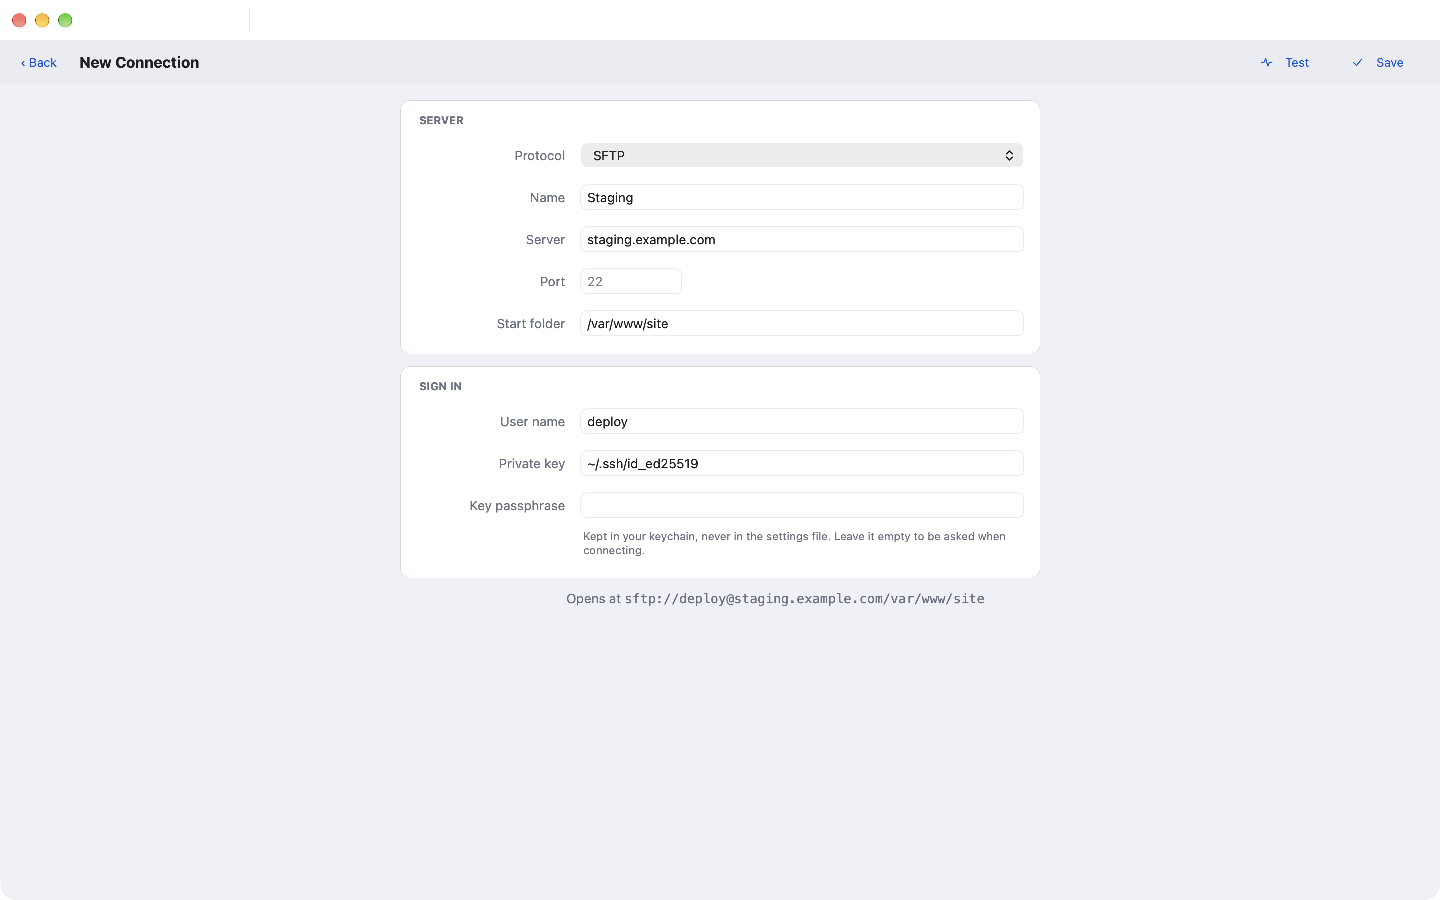 ‹ Back New Connection Test Save
SERVER
Protocol SFTP
Name Staging
Server staging.example.com
Port 22
Start folder /var/www/site
SIGN IN
User name deploy
Private key ~/.ssh/id_ed25519
Key passphrase
Kept in your keychain, never in the settings file. Leave it empty to be asked when
connecting.
Opens at sftp://deploy@staging.example.com/var/www/site